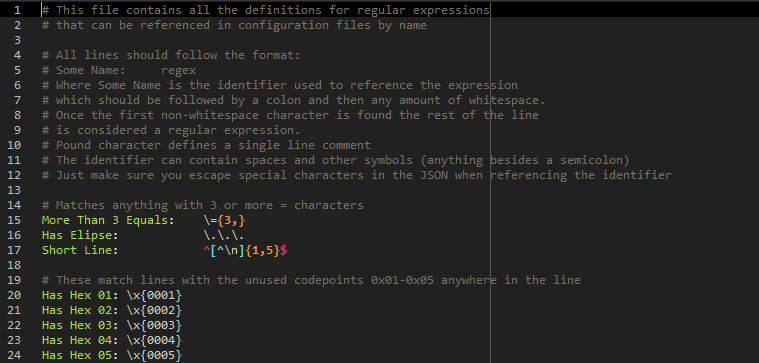 1 # This file contains all the definitions for regular expressions
2 # that can be referenced in configuration files by name
3
4 # All lines should follow the format:
5 # Some Name:     regex
6 # Where Some Name is the identifier used to reference the expression
7 # which should be followed by a colon and then any amount of whitespace.
8 # Once the first non-whitespace character is found the rest of the line
9 # is considered a regular expression.
10 # Pound character defines a single line comment
11 # The identifier can contain spaces and other symbols (anything besides a semicolon)
12 # Just make sure you escape special characters in the JSON when referencing the identifier
13
14 # Matches anything with 3 or more = characters
15 More Than 3 Equals:    \={3,}
16 Has Elipse:            \.\.\.
17 Short Line:            ^[^\n]{1,5}$
18
19 # These match lines with the unused codepoints 0x01-0x05 anywhere in the line
20 Has Hex 01: \x{0001}
21 Has Hex 02: \x{0002}
22 Has Hex 03: \x{0003}
23 Has Hex 04: \x{0004}
24 Has Hex 05: \x{0005}